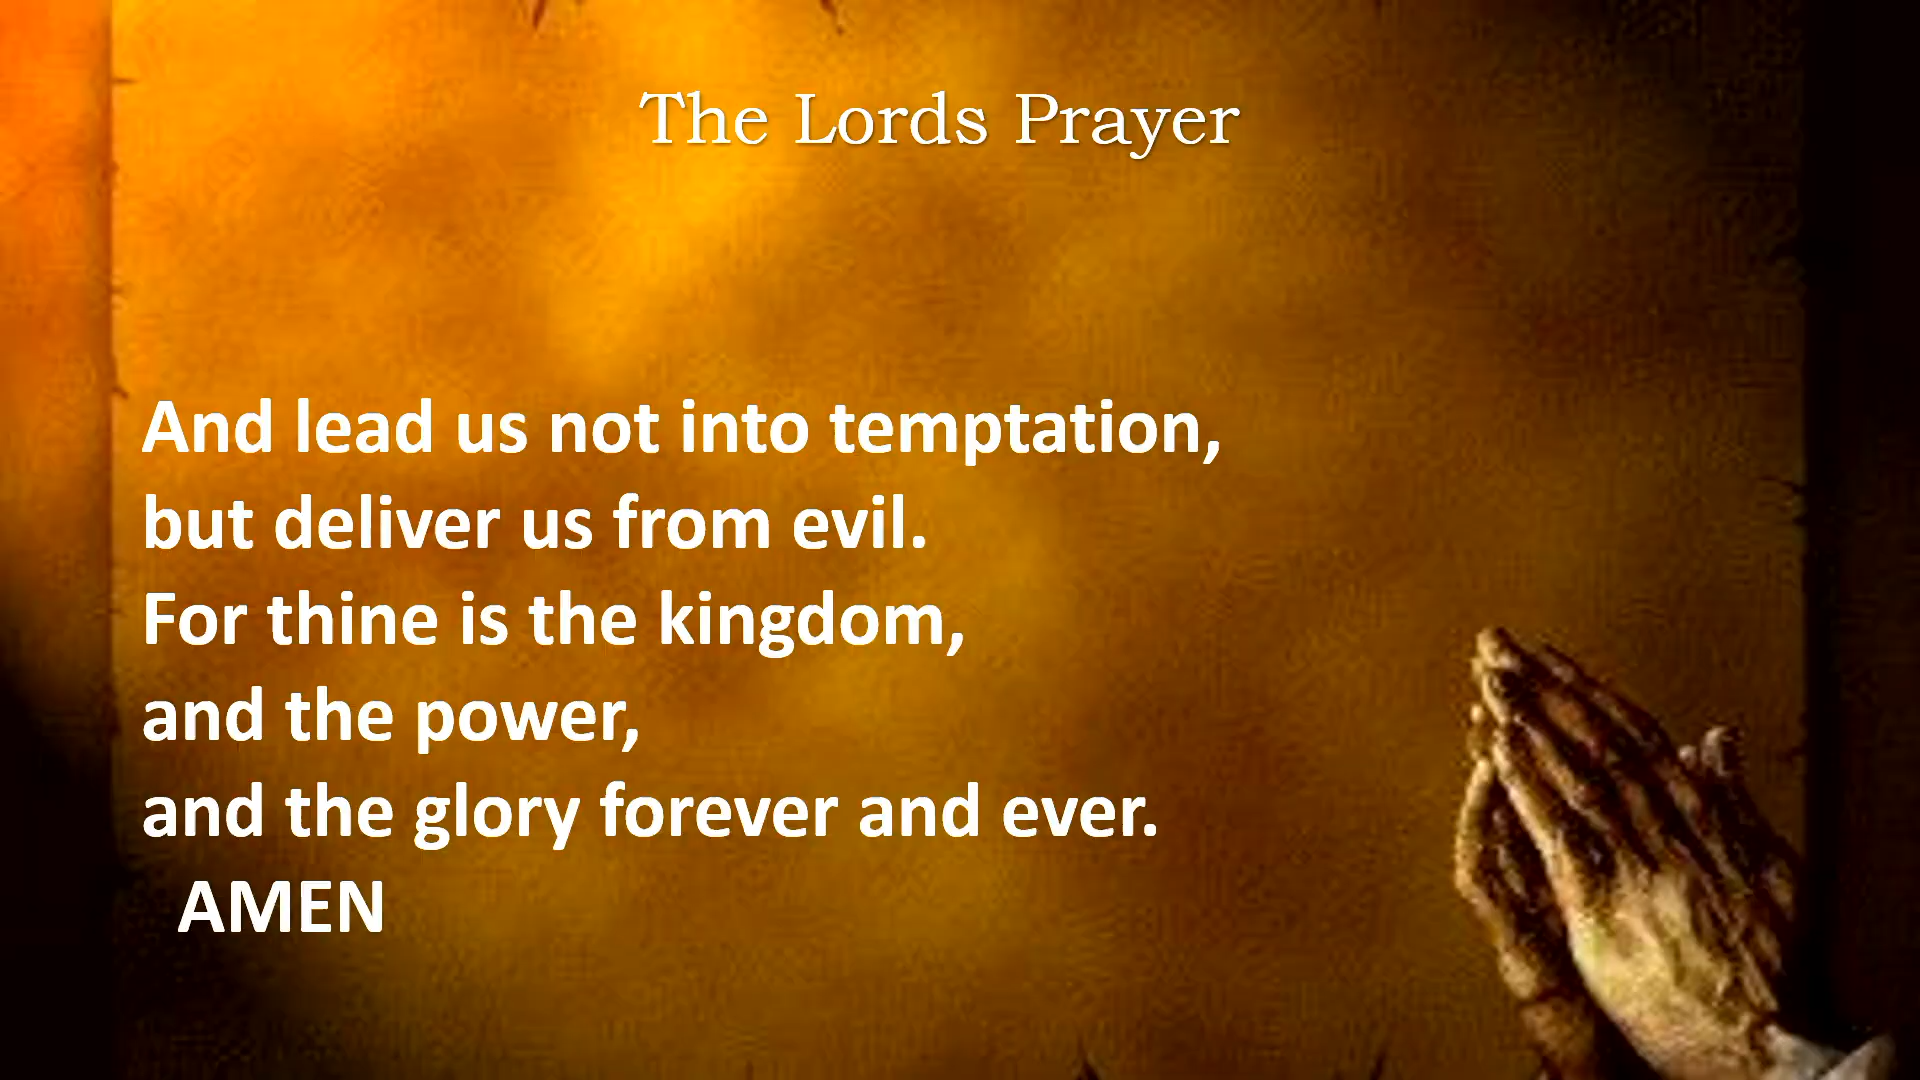 The Lords Prayer
And lead us not into temptation,
but deliver us from evil.
For thine is the kingdom,
and the power,
and the glory forever and ever.
AMEN